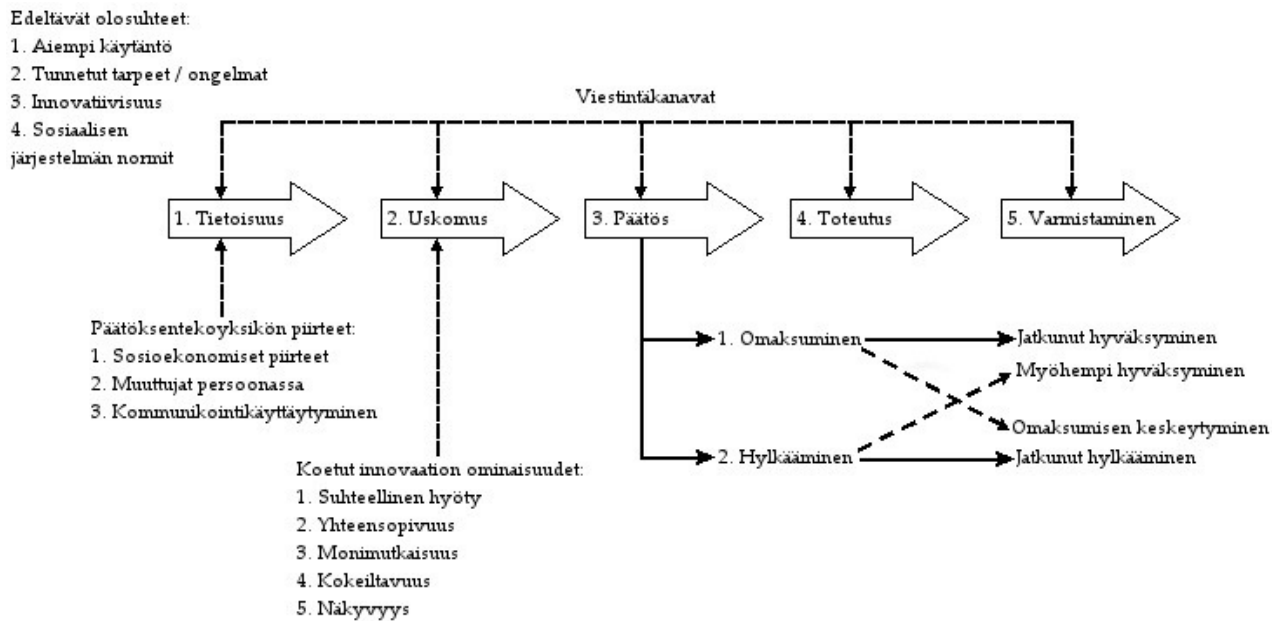 Edeltävät olosuhteet:
1. Aiempi käytäntö
2. Tunnetut tarpeet / ongelmat
3. Innovatiivisuus
4. Sosiaalisen
järjestelmän normit
Viestintäkanavat
1. Tietoisuus
2. Uskomus
3. Päätös
4. Toteutus
5. Varmistaminen
Päätöksentekoyksikön piirteet:
1. Sosioekonomiset piirteet
2. Muuttujat persoonassa
3. Kommunikointikäyttäytyminen
1. Omaksuminen
Jatkunut hyväksyminen
Myöhempi hyväksyminen
Omaksumisen keskeytyminen
2. Hylkääminen
Jatkunut hylkääminen
Koetut innovaation ominaisuudet:
1. Suhteellinen hyöty
2. Yhteensopivuus
3. Monimutkaisuus
4. Kokeiltavuus
5. Näkyvyys